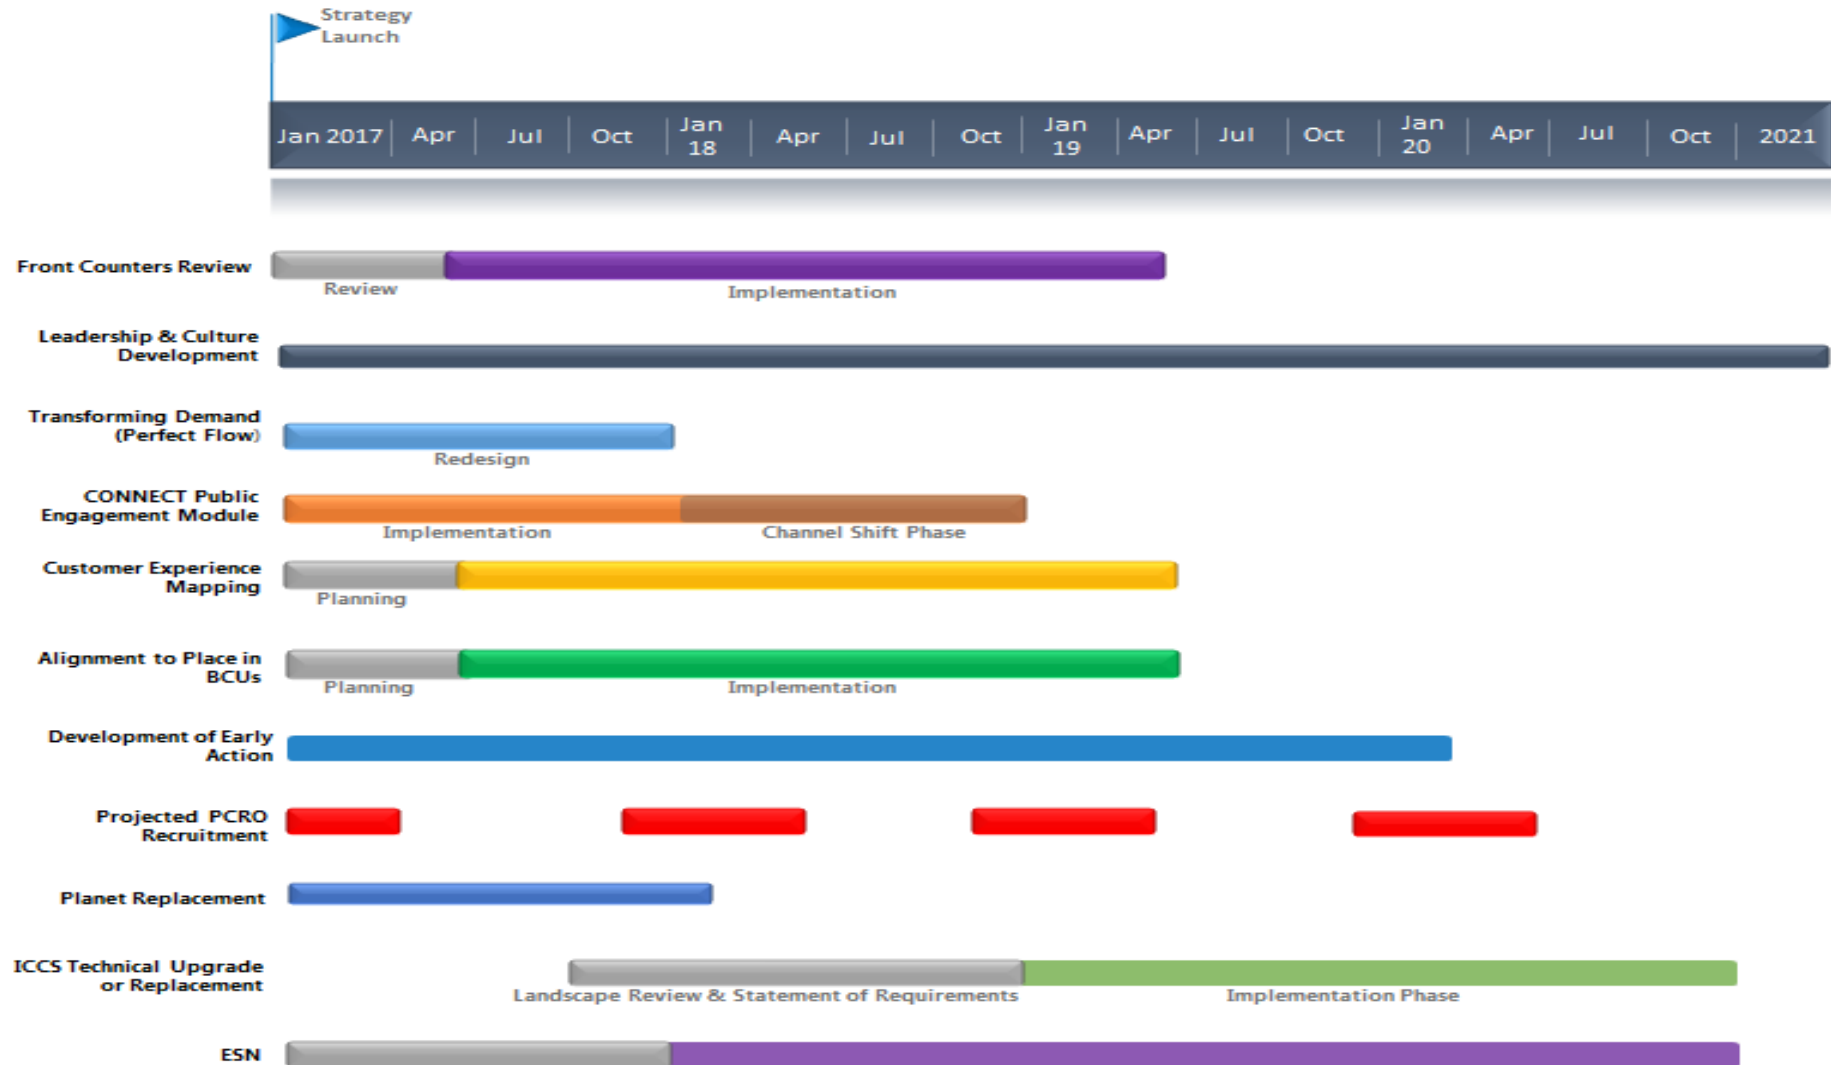 Strategy
Launch
Jan 2017 Apr Jul Oct Jan 18 Apr Jul Oct Jan 19 Apr Jul Oct Jan 20 Apr Jul Oct 2021
Front Counters Review
Review
Implementation
Leadership & Culture
Development
Transforming Demand
(Perfect Flow)
Redesign
CONNECT Public
Engagement Module
Implementation
Channel Shift Phase
Customer Experience
Mapping
Planning
Alignment to Place in
BCUs
Planning
Implementation
Development of Early
Action
Projected PCRO
Recruitment
Planet Replacement
ICCS Technical Upgrade
or Replacement
Landscape Review & Statement of Requirements
Implementation Phase
ESN